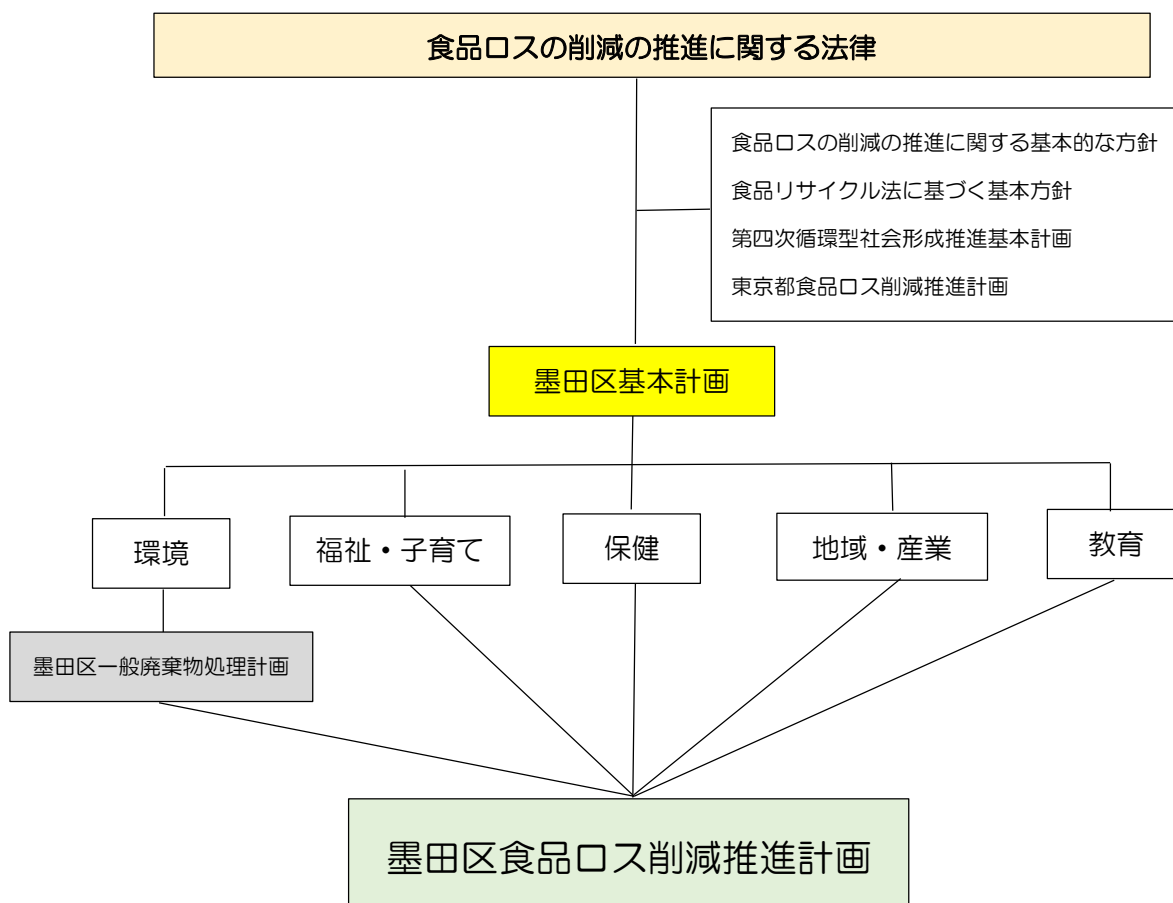 食品ロスの削減の推進に関する法律
食品ロスの削減の推進に関する基本的な方針
食品リサイクル法に基づく基本方針
第四次循環型社会形成推進基本計画
東京都食品ロス削減推進計画
墨田区基本計画
環境
福祉・子育て
保健
地域・産業
教育
墨田区一般廃棄物処理計画
墨田区食品ロス削減推進計画